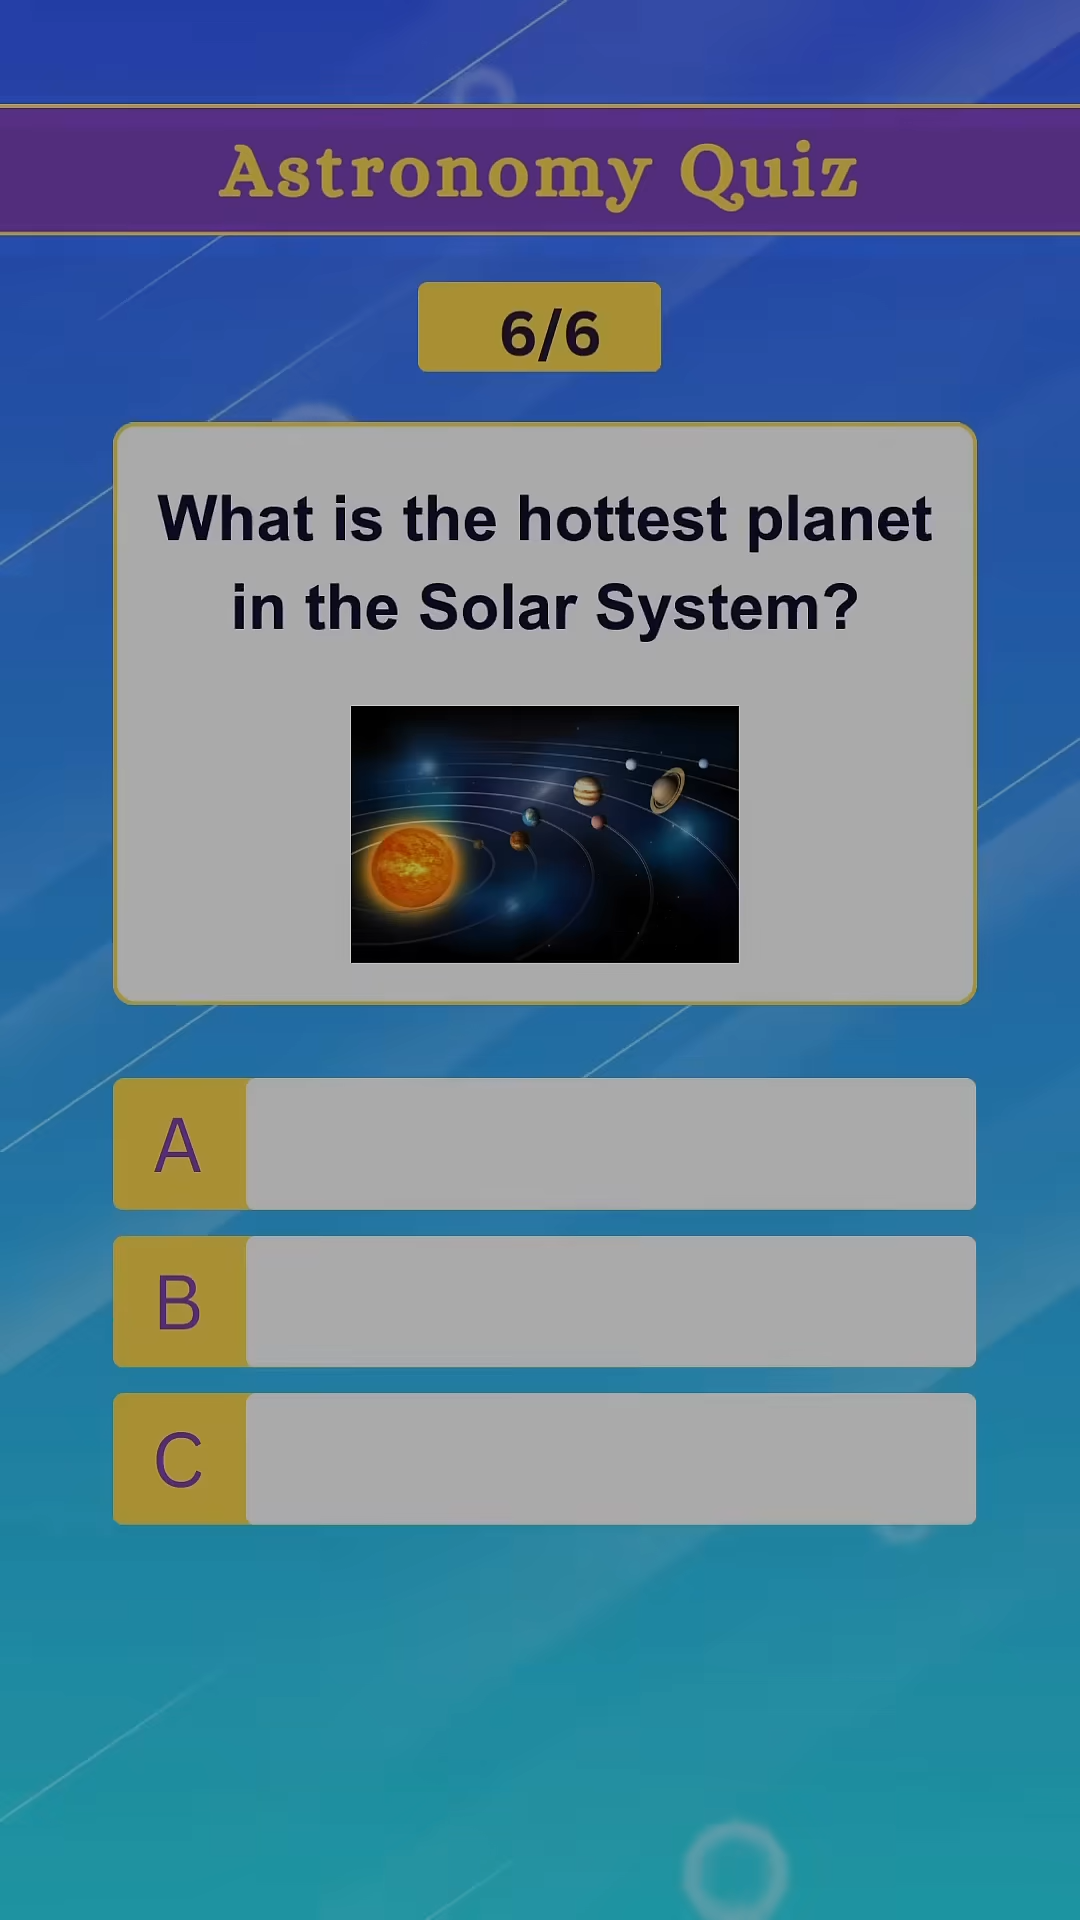 Astronomy Quiz
6/6
What is the hottest planet
in the Solar System?
A
B
C